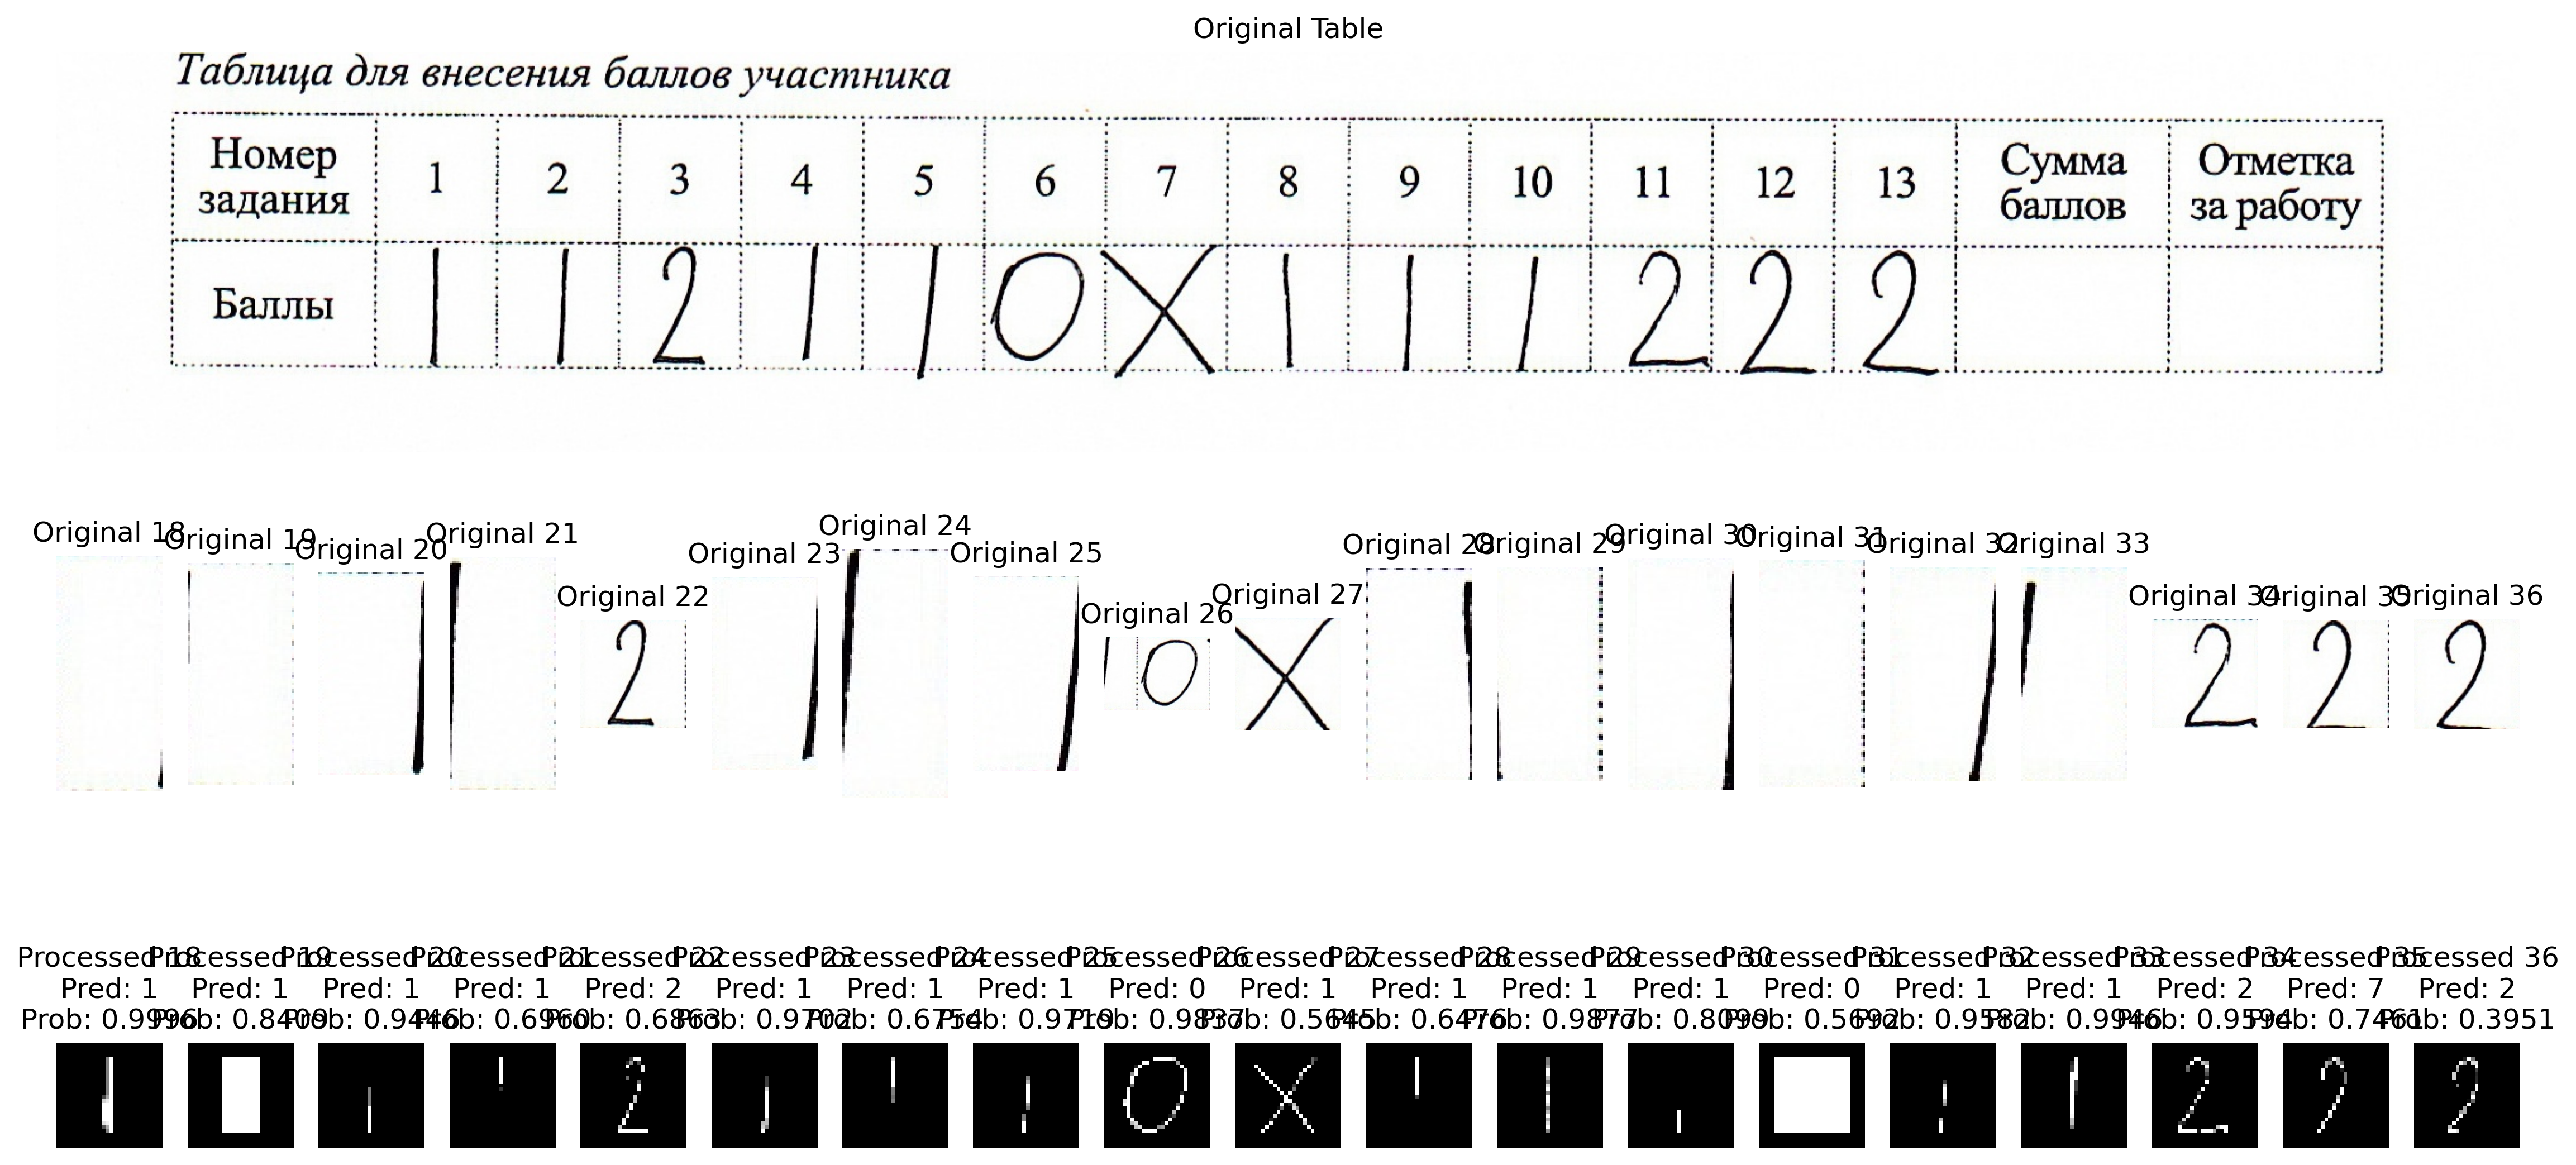 Original Table
Таблица для внесения баллов участника
Номер задания 1 2 3 4 5 6 7 8 9 10 11 12 13 Сумма баллов Отметка за работу
Баллы 1 1 2 1 1 0 X 1 1 1 2 2 2
Original 18 Original 19 Original 20 Original 21 Original 22 Original 23 Original 24 Original 25 Original 26 Original 27 Original 28 Original 29 Original 30 Original 31 Original 32 Original 33 Original 34 Original 35 Original 36
Processed 18 Processed 19 Processed 20 Processed 21 Processed 22 Processed 23 Processed 24 Processed 25 Processed 26 Processed 27 Processed 28 Processed 29 Processed 30 Processed 31 Processed 32 Processed 33 Processed 34 Processed 35 Processed 36
Pred: 1 Pred: 1 Pred: 1 Pred: 1 Pred: 2 Pred: 1 Pred: 1 Pred: 1 Pred: 0 Pred: 1 Pred: 1 Pred: 1 Pred: 1 Pred: 0 Pred: 1 Pred: 1 Pred: 2 Pred: 7 Pred: 2
Prob: 0.9996 Prob: 0.8409 Prob: 0.9446 Prob: 0.6960 Prob: 0.6863 Prob: 0.9702 Prob: 0.6754 Prob: 0.9719 Prob: 0.9837 Prob: 0.5645 Prob: 0.6476 Prob: 0.9877 Prob: 0.8099 Prob: 0.5692 Prob: 0.9582 Prob: 0.9946 Prob: 0.9594 Prob: 0.7461 Prob: 0.3951